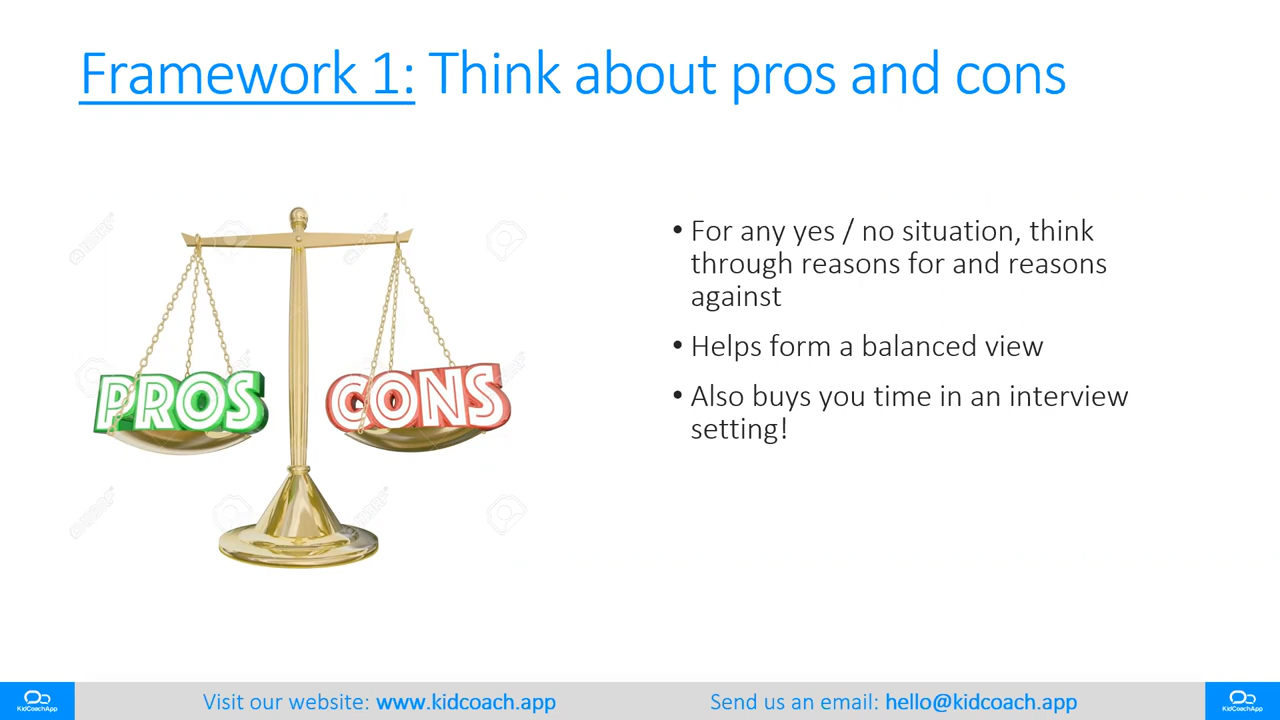 Framework 1: Think about pros and cons
PROS
CONS
• For any yes / no situation, think
through reasons for and reasons
against
• Helps form a balanced view
• Also buys you time in an interview
setting!
KidCoachApp
Visit our website: www.kidcoach.app
Send us an email: hello@kidcoach.app
KidCoachApp